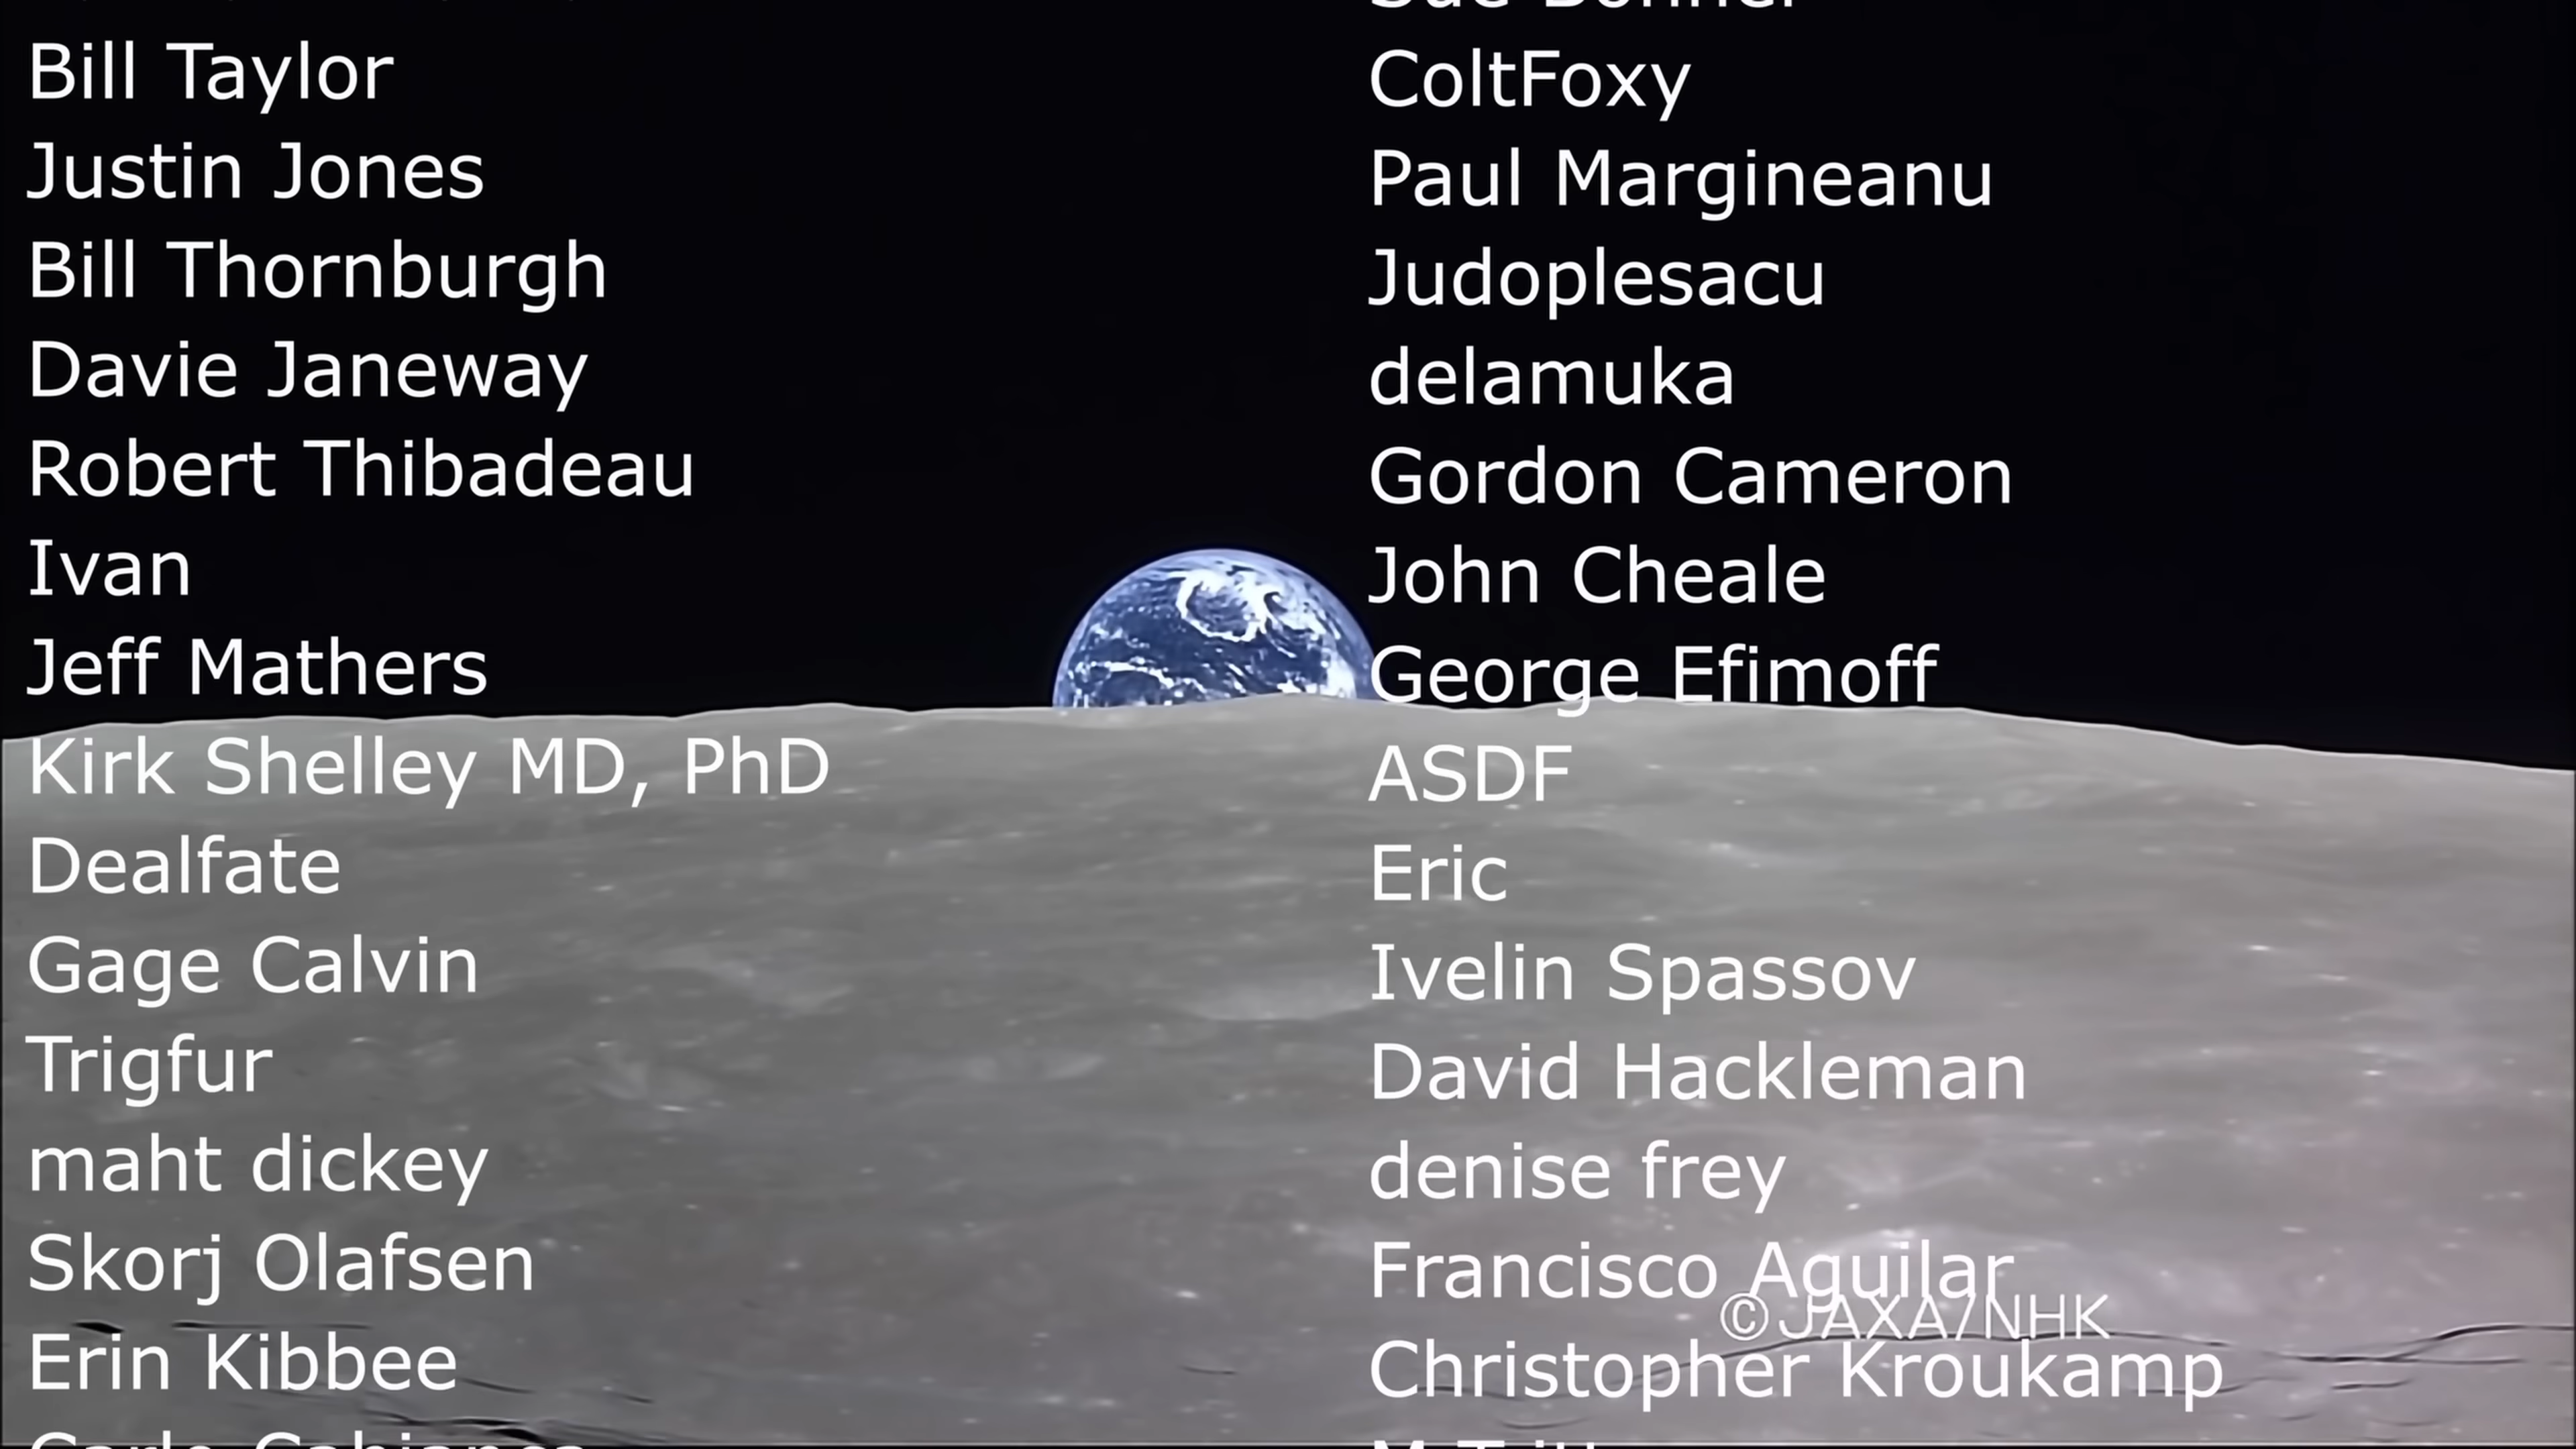 Bill Taylor
Justin Jones
Bill Thornburgh
Davie Janeway
Robert Thibadeau
Ivan
Jeff Mathers
Kirk Shelley MD, PhD
Dealfate
Gage Calvin
Trigfur
maht dickey
Skorj Olafsen
Erin Kibbee
ColtFoxy
Paul Margineanu
Judoplesacu
delamuka
Gordon Cameron
John Cheale
George Efimoff
ASDF
Eric
Ivelin Spassov
David Hackleman
denise frey
Francisco Aguilar
©JAXA/NHK
Christopher Kroukamp